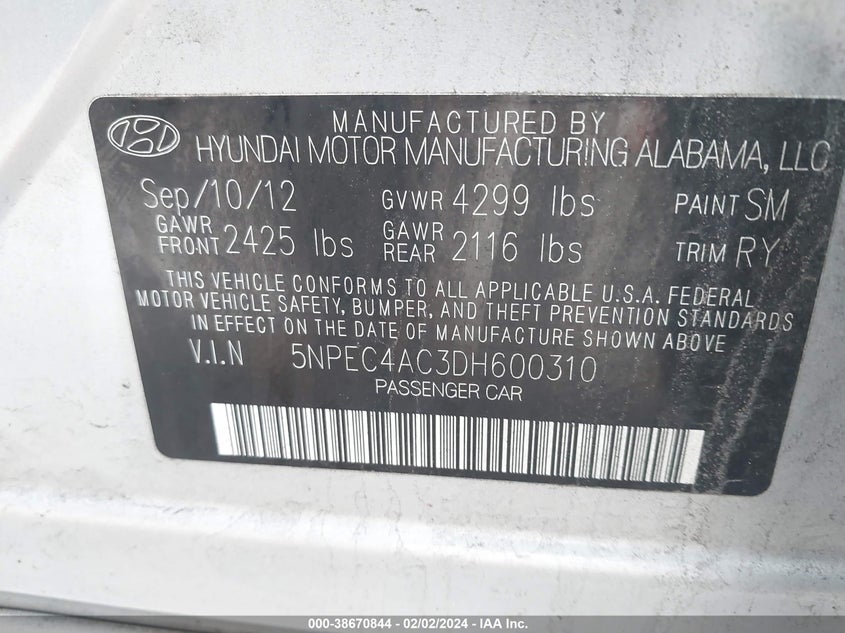 MANUFACTURED BY
HYUNDAI MOTOR MANUFACTURING ALABAMA, LLC
Sep/10/12 GVWR 4299 lbs PAINT SM
GAWR FRONT 2425 lbs GAWR REAR 2116 lbs TRIM RY
THIS VEHICLE CONFORMS TO ALL APPLICABLE U.S.A. FEDERAL
MOTOR VEHICLE SAFETY, BUMPER, AND THEFT PREVENTION STANDARDS
IN EFFECT ON THE DATE OF MANUFACTURE SHOWN ABOVE
V.I.N 5NPEC4AC3DH600310
PASSENGER CAR
000-38670844 - 02/02/2024 - IAA Inc.